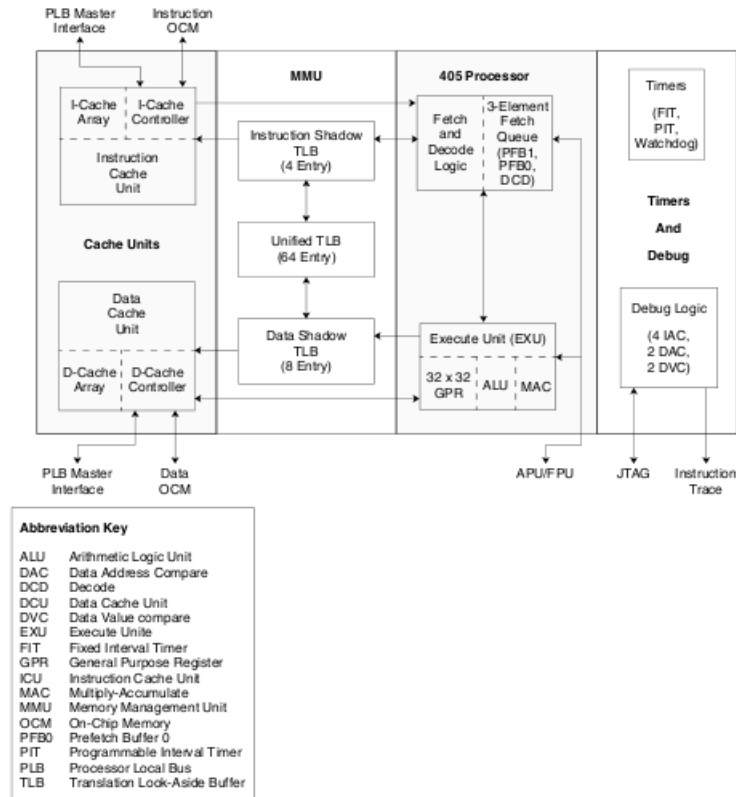 PLB Master
Interface
Instruction
OCM
MMU
405 Processor
I-Cache
Array
I-Cache
Controller
Instruction
Cache
Unit
Instruction Shadow
TLB
(4 Entry)
Fetch
and
Decode
Logic
3-Element
Fetch
Queue
(PFB1,
PFB0,
DCD)
Timers
(FIT,
PIT,
Watchdog)
Cache Units
Unified TLB
(64 Entry)
Timers
And
Debug
Data
Cache
Unit
D-Cache
Array
D-Cache
Controller
Data Shadow
TLB
(8 Entry)
Execute Unit (EXU)
32 x 32
GPR
ALU
MAC
Debug Logic
(4 IAC,
2 DAC,
2 DVC)
PLB Master
Interface
Data
OCM
APU/FPU
JTAG
Instruction
Trace
Abbreviation Key
ALU Arithmetic Logic Unit
DAC Data Address Compare
DCD Decode
DCU Data Cache Unit
DVC Data Value compare
EXU Execute Unite
FIT Fixed Interval Timer
GPR General Purpose Register
ICU Instruction Cache Unit
MAC Multiply-Accumulate
MMU Memory Management Unit
OCM On-Chip Memory
PFB0 Prefetch Buffer 0
PIT Programmable Interval Timer
PLB Processor Local Bus
TLB Translation Look-Aside Buffer